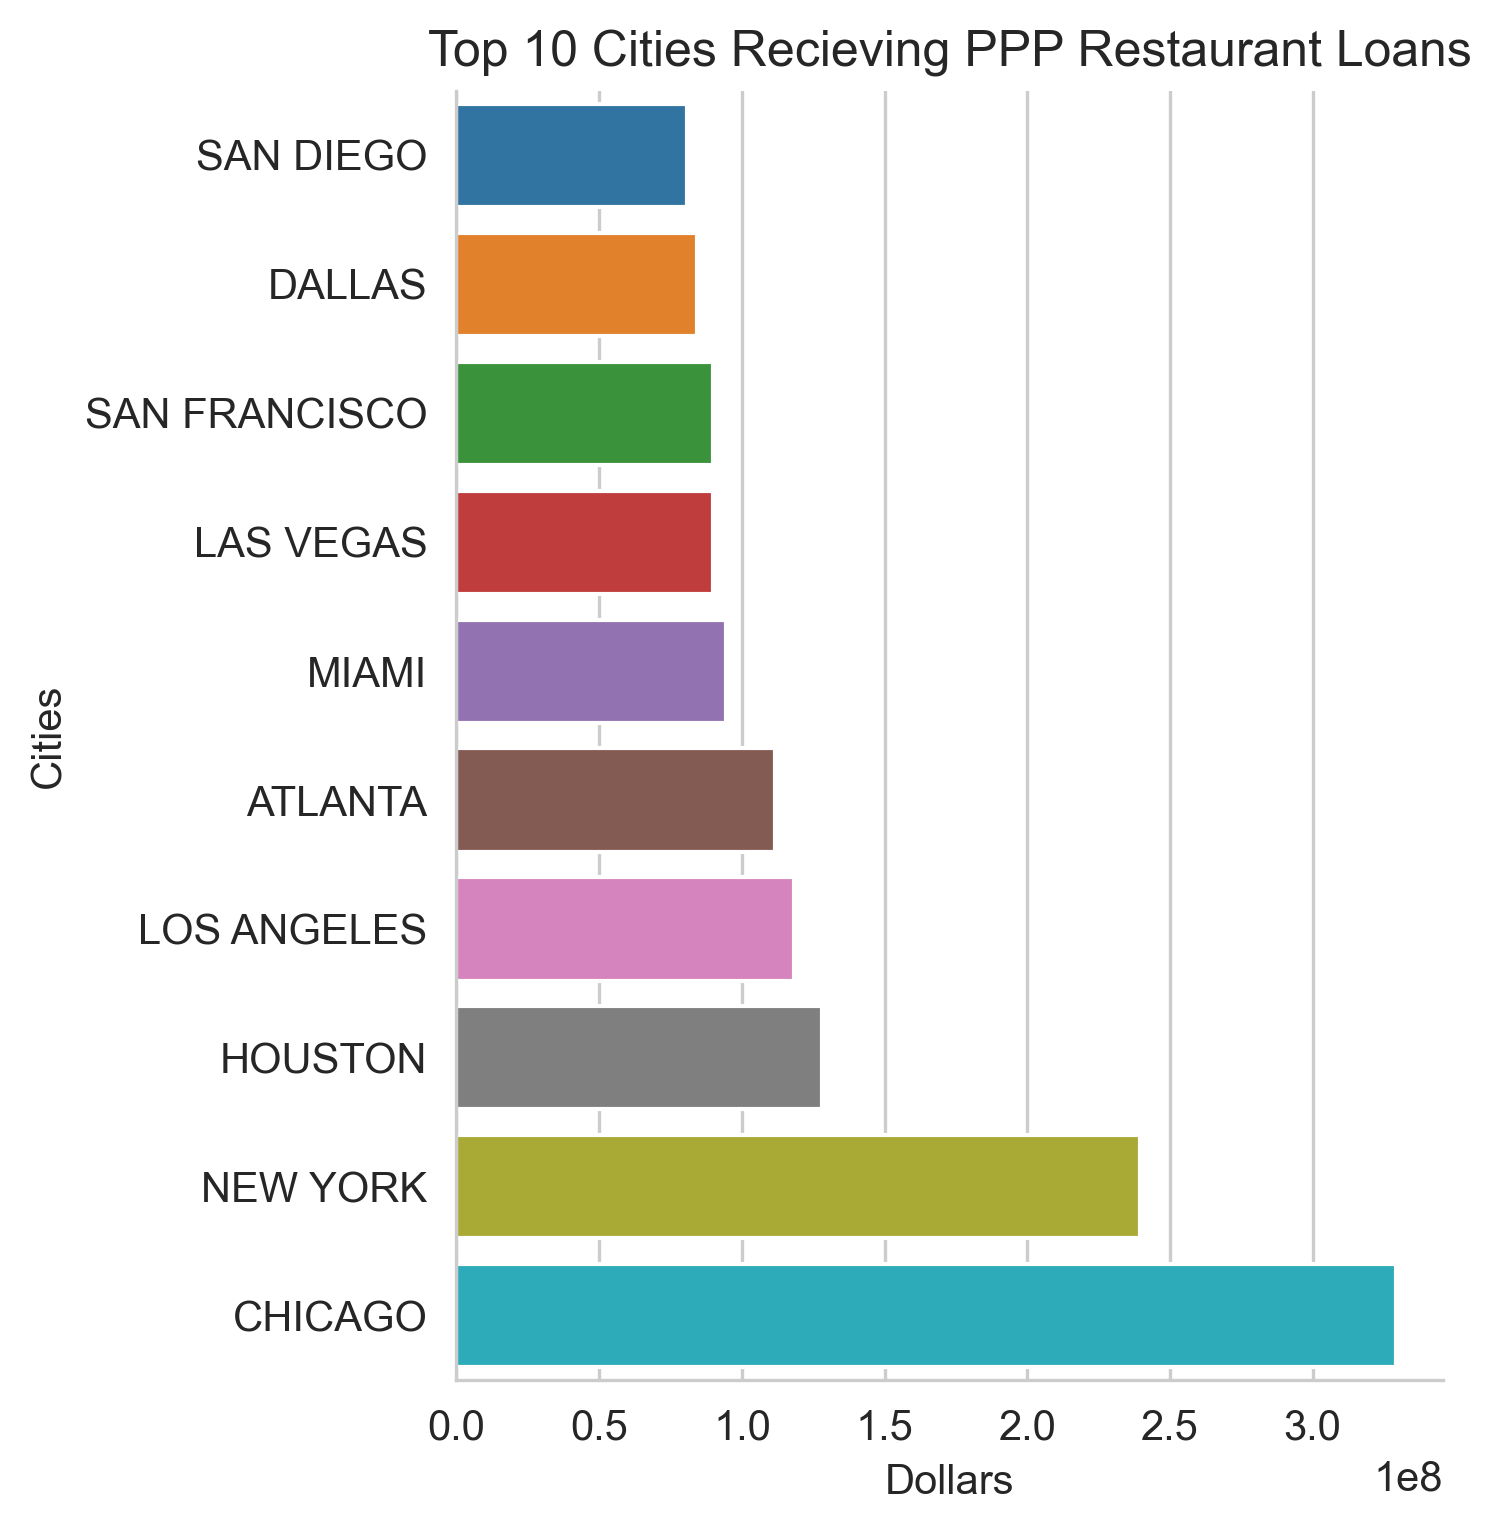 Top 10 Cities Recieving PPP Restaurant Loans
SAN DIEGO
DALLAS
SAN FRANCISCO
LAS VEGAS
MIAMI
ATLANTA
LOS ANGELES
HOUSTON
NEW YORK
CHICAGO
Cities
0.0 0.5 1.0 1.5 2.0 2.5 3.0
Dollars
1e8